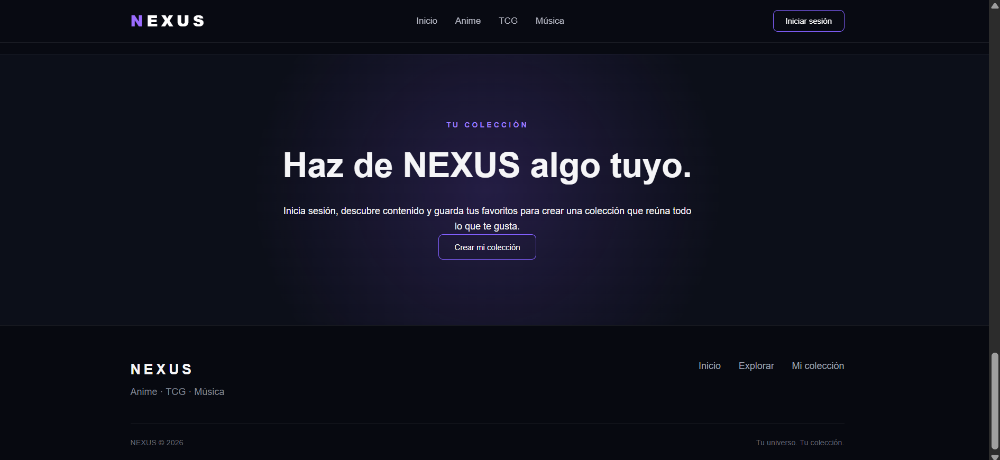 NEXUS
Inicio Anime TCG Música
Iniciar sesión
TU COLECCIÓN
Haz de NEXUS algo tuyo.
Inicia sesión, descubre contenido y guarda tus favoritos para crear una colección que reúna todo
lo que te gusta.
Crear mi colección
NEXUS
Anime · TCG · Música
Inicio Explorar Mi colección
NEXUS © 2026
Tu universo. Tu colección.